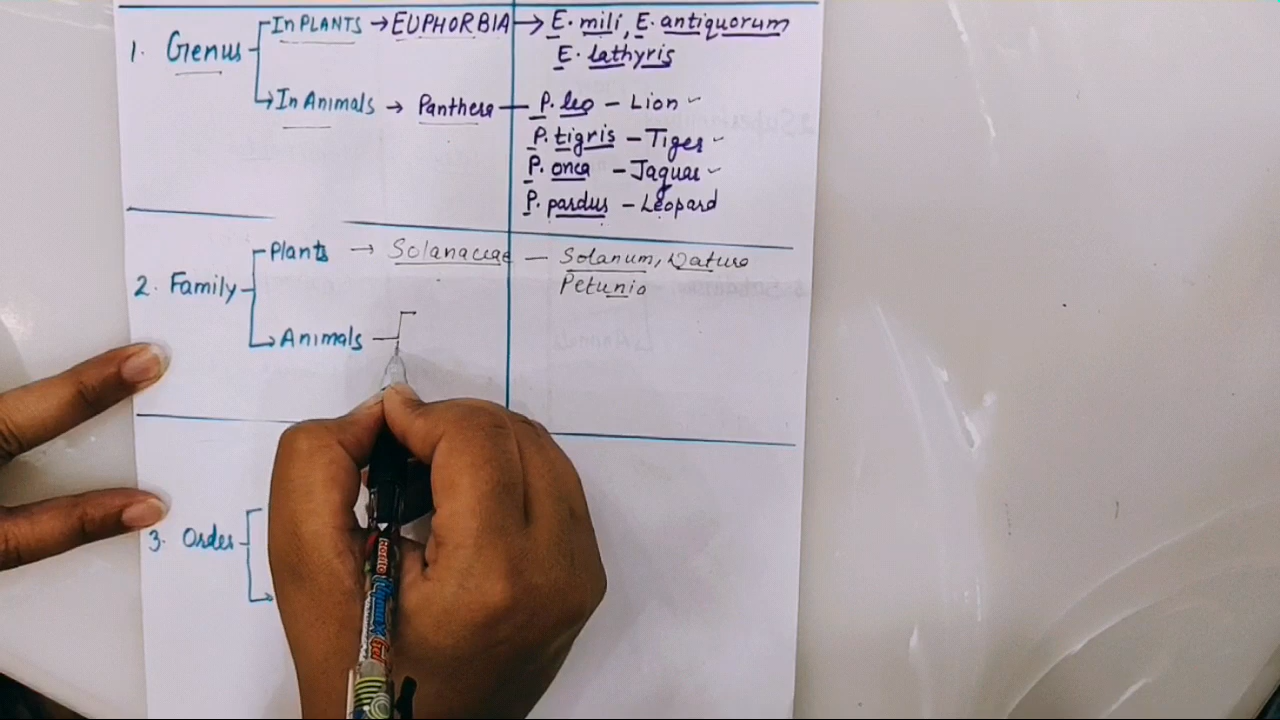 1. Genus In PLANTS → EUPHORBIA → E. mili, E. antiquorum
E. lathyris
In Animals → Panthera — P. leo – Lion
P. tigris – Tiger
P. onca – Jaguar
P. pardus – Leopard
2. Family Plants → Solanaceae — Solanum, Datura
Petunia
Animals
3. Order